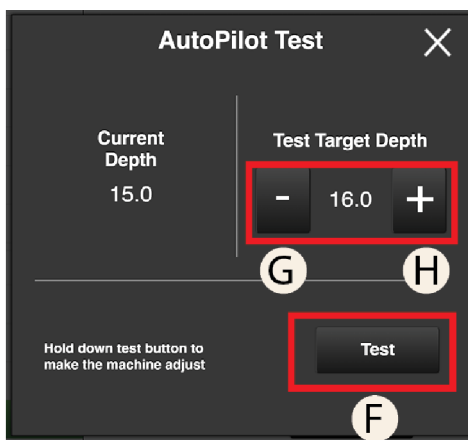 AutoPilot Test
Current
Depth
15.0
Test Target Depth
- 16.0 +
G
H
Hold down test button to
make the machine adjust
Test
F